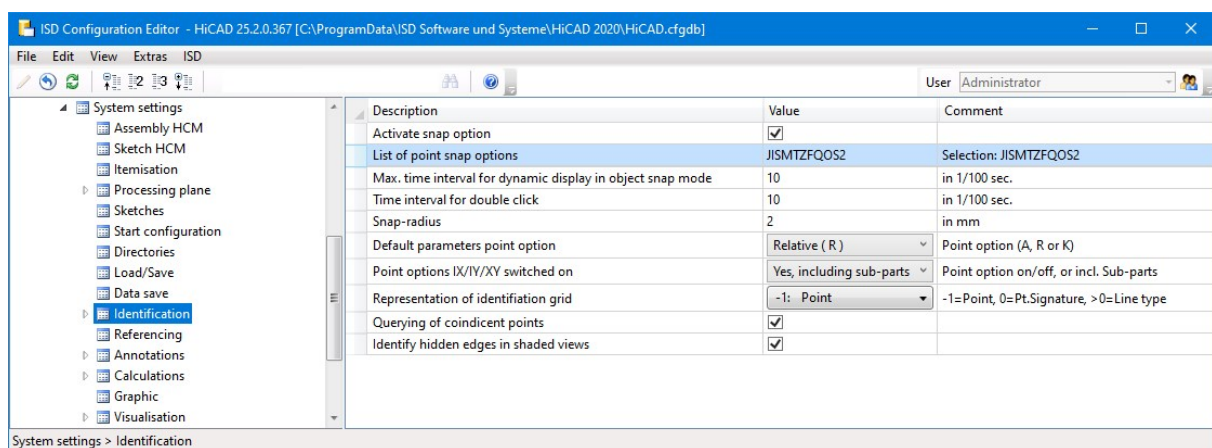 ISD Configuration Editor - HiCAD 25.2.0.367 [C:\ProgramData\ISD Software und Systeme\HiCAD 2020\HiCAD.cfgdb]
File Edit View Extras ISD
2 3 User Administrator
System settings
Assembly HCM
Sketch HCM
Itemisation
Processing plane
Sketches
Start configuration
Directories
Load/Save
Data save
Identification
Referencing
Annotations
Calculations
Graphic
Visualisation
Description Value Comment
Activate snap option
List of point snap options JISMTZFQOS2 Selection: JISMTZFQOS2
Max. time interval for dynamic display in object snap mode 10 in 1/100 sec.
Time interval for double click 10 in 1/100 sec.
Snap-radius 2 in mm
Default parameters point option Relative ( R ) Point option (A, R or K)
Point options IX/IY/XY switched on Yes, including sub-parts Point option on/off, or incl. Sub-parts
Representation of identifiation grid -1: Point -1=Point, 0=Pt.Signature, >0=Line type
Querying of coindicent points
Identify hidden edges in shaded views
System settings > Identification